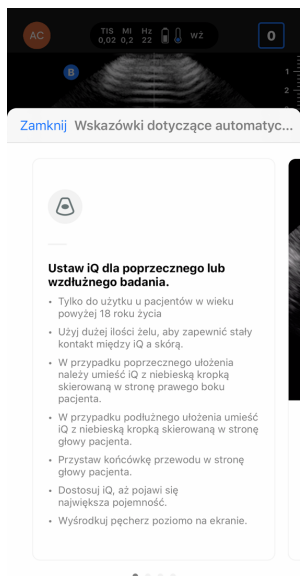 AC
TIS MI Hz
0,02 0,2 22
wż
0
B
1
2
Zamknij Wskazówki dotyczące automatyc...
Ustaw iQ dla poprzecznego lub
wzdłużnego badania.
• Tylko do użytku u pacjentów w wieku
powyżej 18 roku życia
• Użyj dużej ilości żelu, aby zapewnić stały
kontakt między iQ a skórą.
• W przypadku poprzecznego ułożenia
należy umieść iQ z niebieską kropką
skierowaną w stronę prawego boku
pacjenta.
• W przypadku podłużnego ułożenia umieść
iQ z niebieską kropką skierowaną w stronę
głowy pacjenta.
• Przystaw końcówkę przewodu w stronę
głowy pacjenta.
• Dostosuj iQ, aż pojawi się
największa pojemność.
• Wyśrodkuj pęcherz poziomo na ekranie.